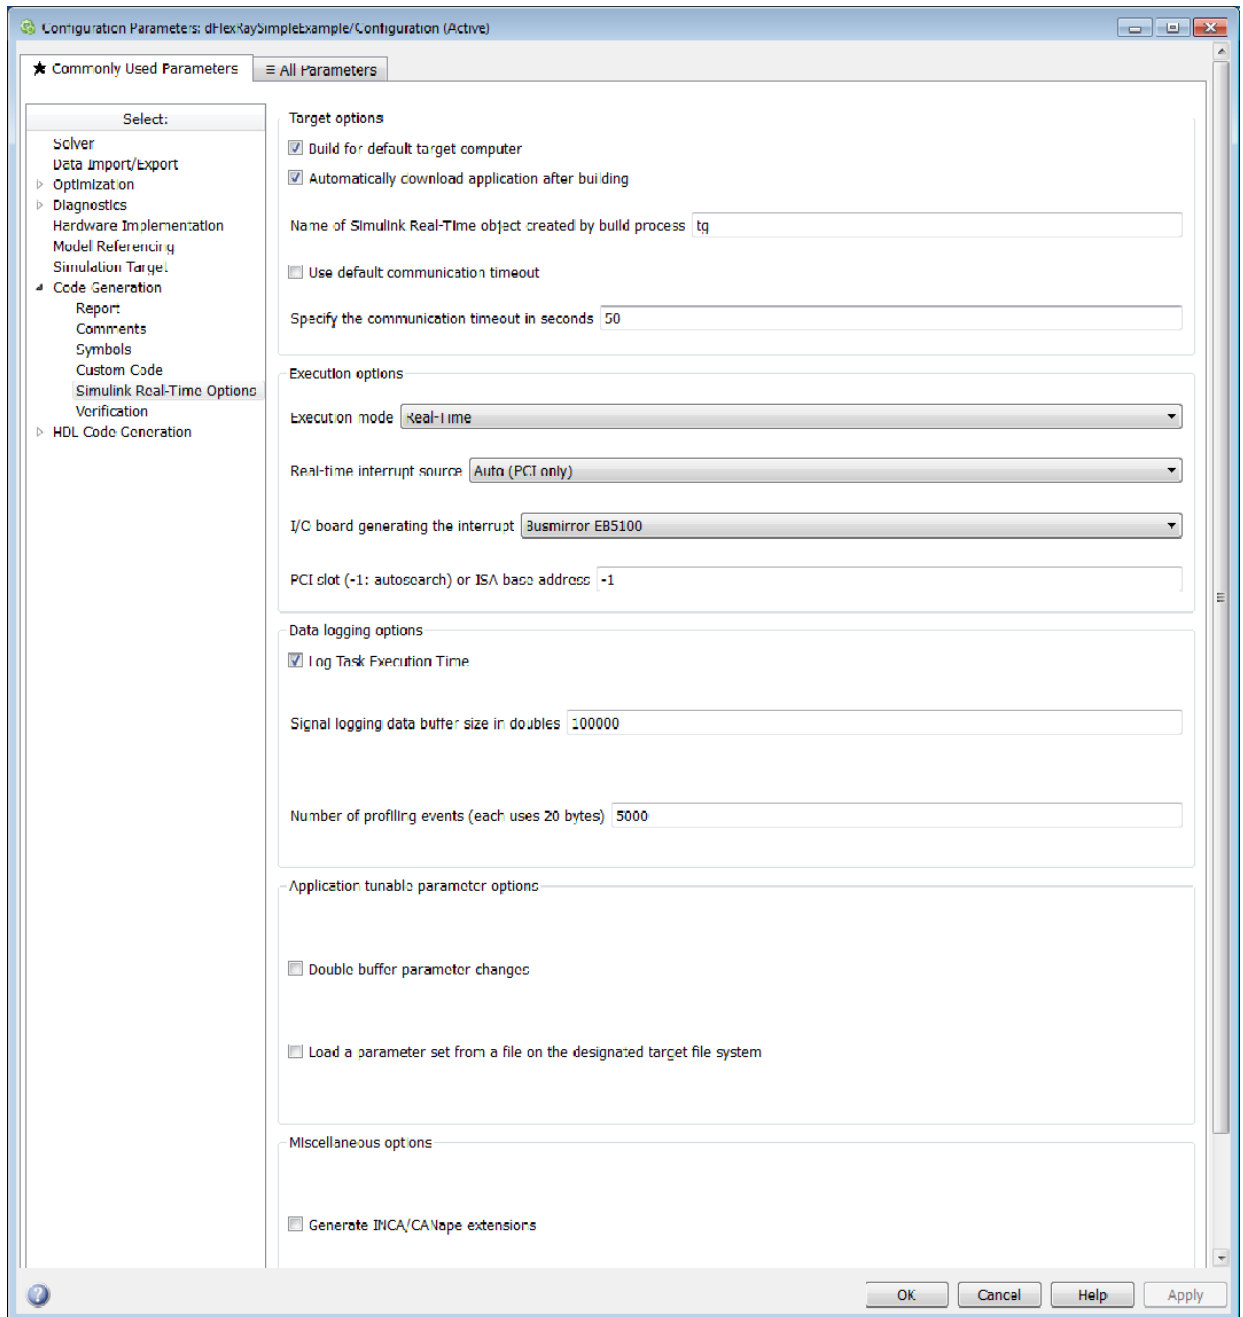 Configuration Parameters: dFlexRaySimpleExample/Configuration (Active)
★ Commonly Used Parameters
≡ All Parameters
Select:
Solver
Data Import/Export
Optimization
Diagnostics
Hardware Implementation
Model Referencing
Simulation Target
Code Generation
Report
Comments
Symbols
Custom Code
Simulink Real-Time Options
Verification
HDL Code Generation
Target options
Build for default target computer
Automatically download application after building
Name of Simulink Real-Time object created by build process tg
Use default communication timeout
Specify the communication timeout in seconds 50
Execution options
Execution mode Real-Time
Real-time interrupt source Auto (PCI only)
I/O board generating the interrupt Busmirror EB5100
PCI slot (-1: autosearch) or ISA base address -1
Data logging options
Log Task Execution Time
Signal logging data buffer size in doubles 100000
Number of profiling events (each uses 20 bytes) 5000
Application tunable parameter options
Double buffer parameter changes
Load a parameter set from a file on the designated target file system
Miscellaneous options
Generate INCA/CANape extensions
? OK Cancel Help Apply